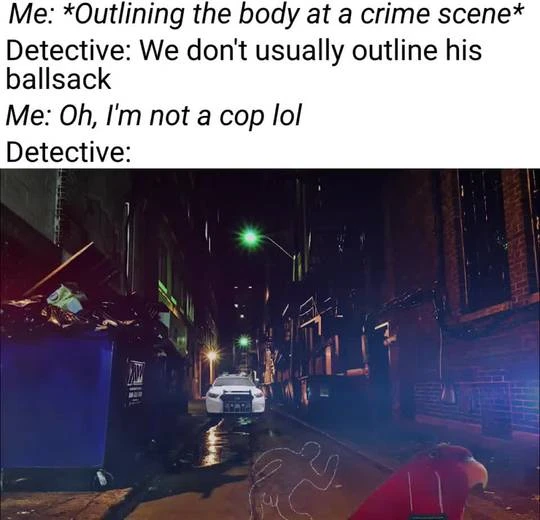 Me: *Outlining the body at a crime scene*
Detective: We don't usually outline his
ballsack
Me: Oh, I'm not a cop lol
Detective: